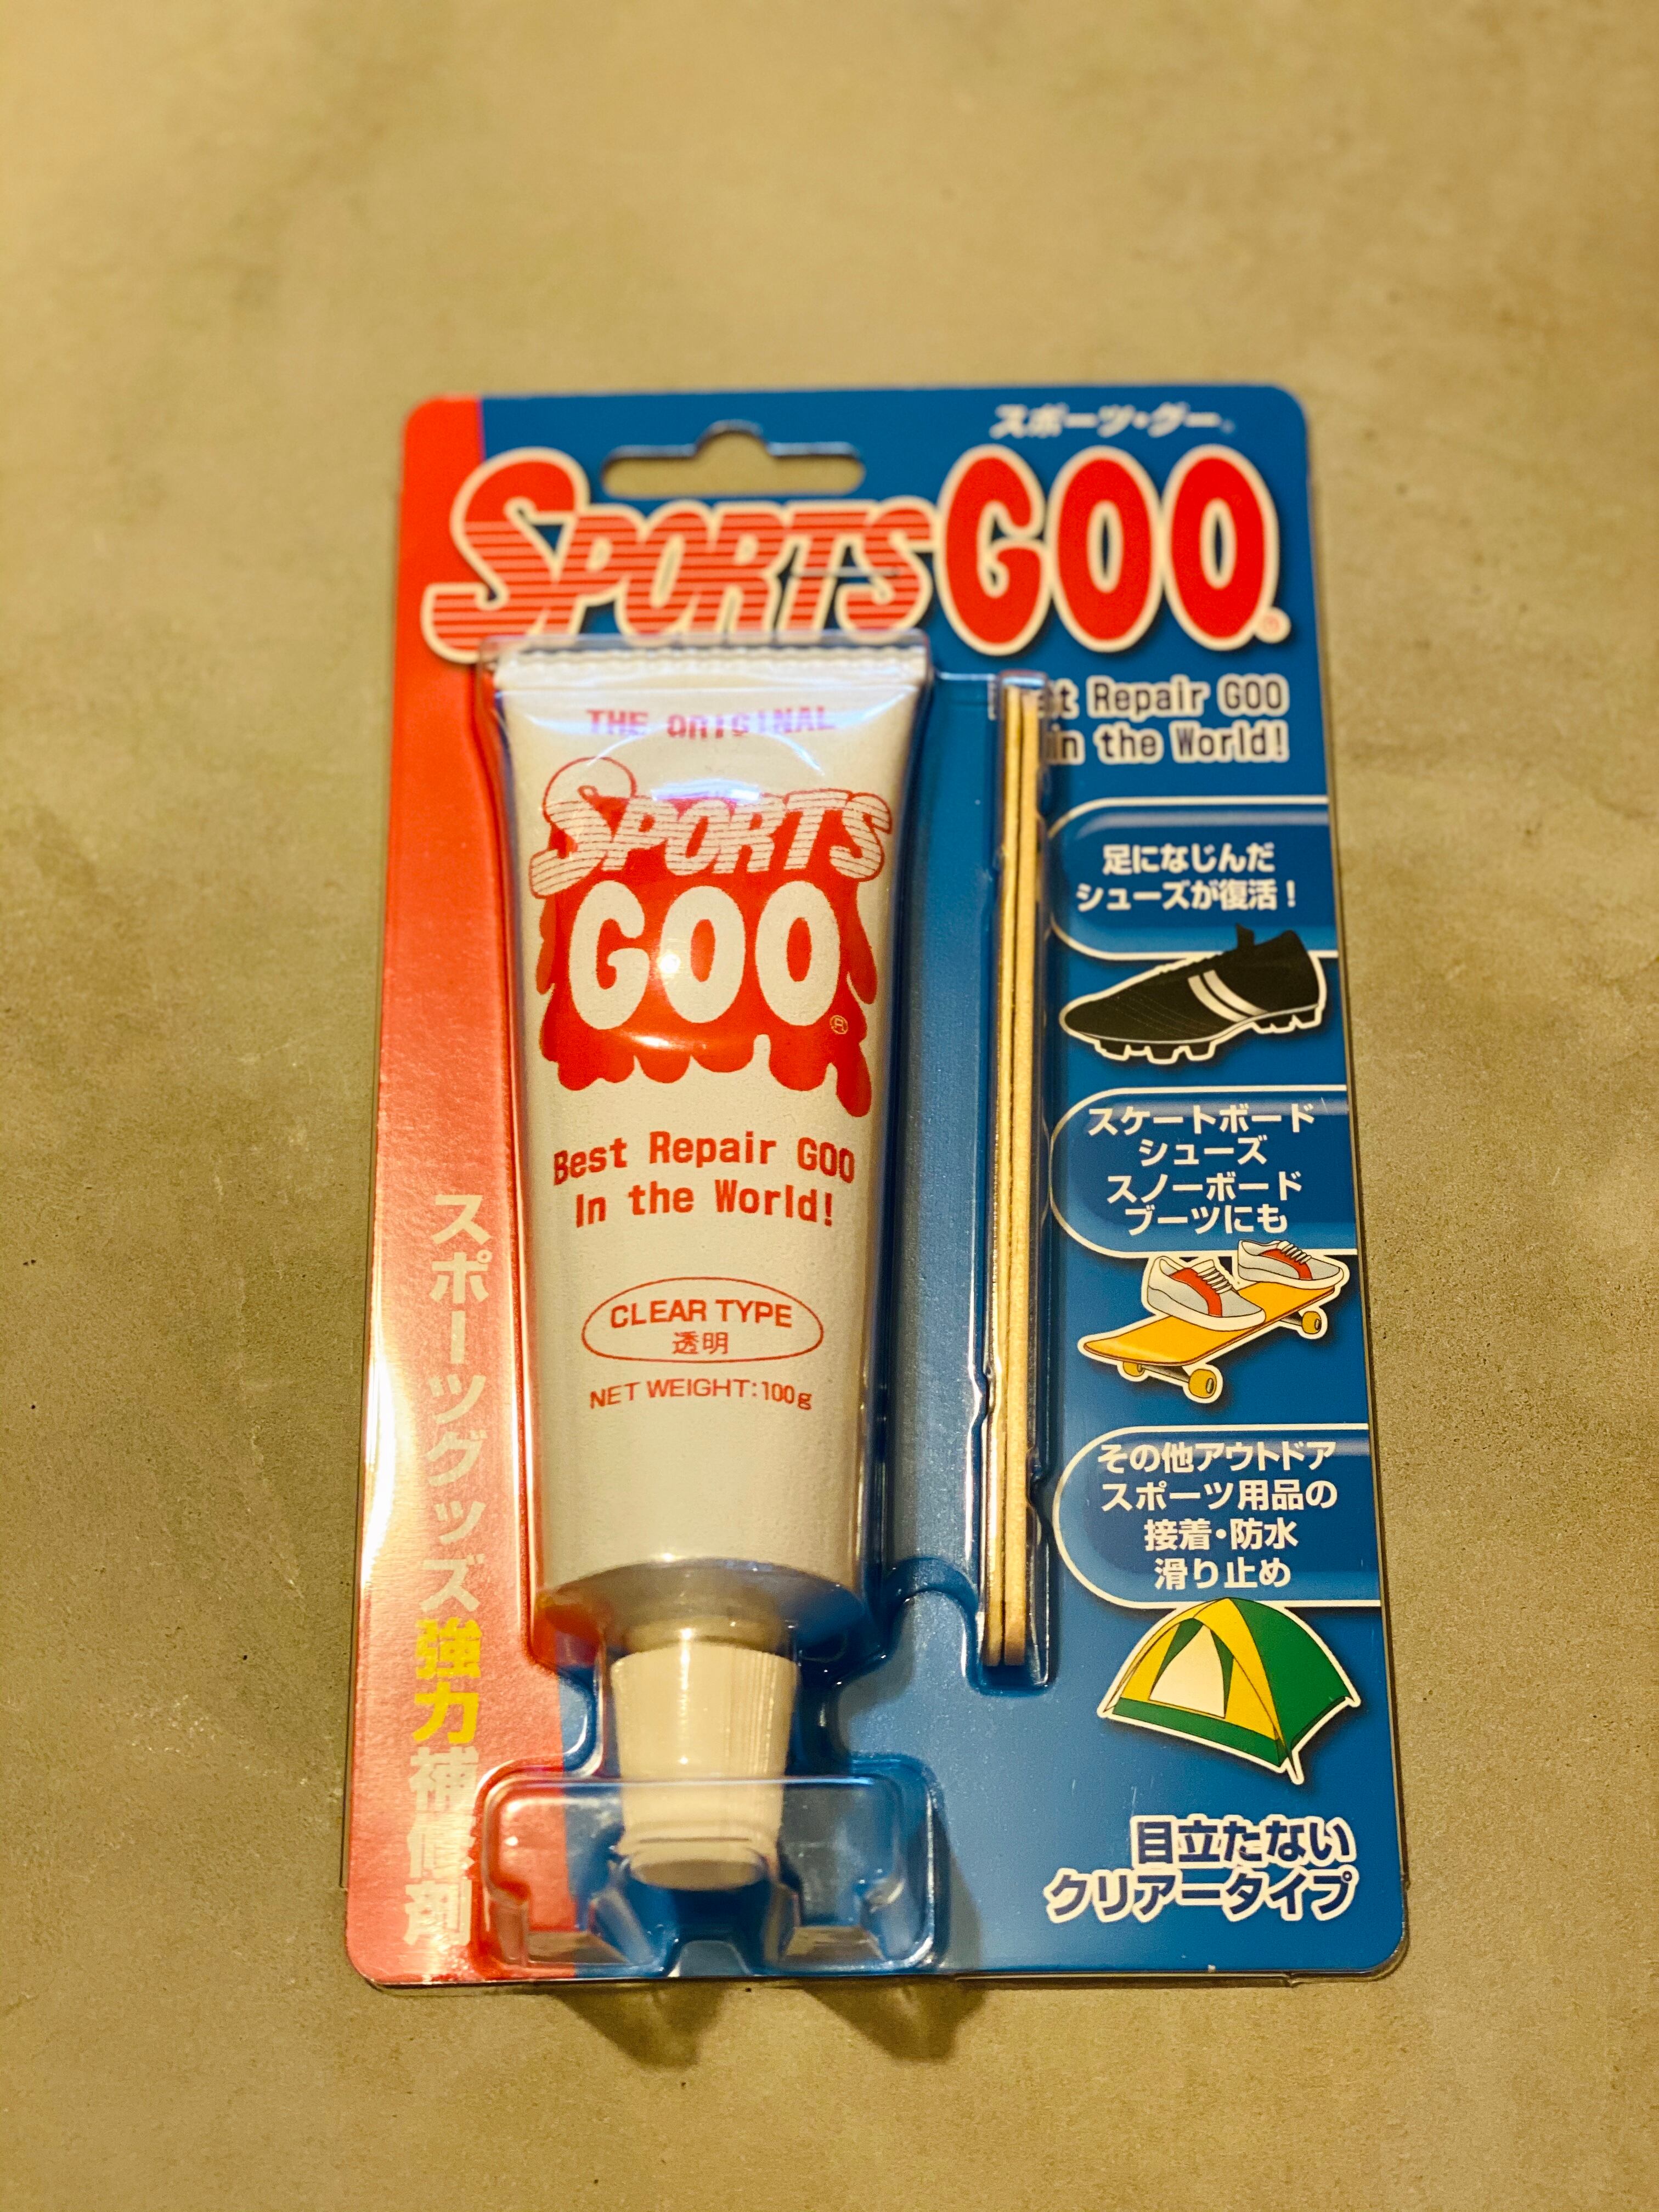 スポーツ・グー®
SPORTS GOO®
Repair GOO
in the World!
THE ORIGINAL
SPORTS
GOO®
Best Repair GOO
In the World!
CLEAR TYPE
透明
NET WEIGHT:100g
足になじんだ
シューズが復活!
スケートボード
シューズ
スノーボード
ブーツにも
その他アウトドア
スポーツ用品の
接着・防水
滑り止め
目立たない
クリアータイプ
スポーツグッズ強力補修剤